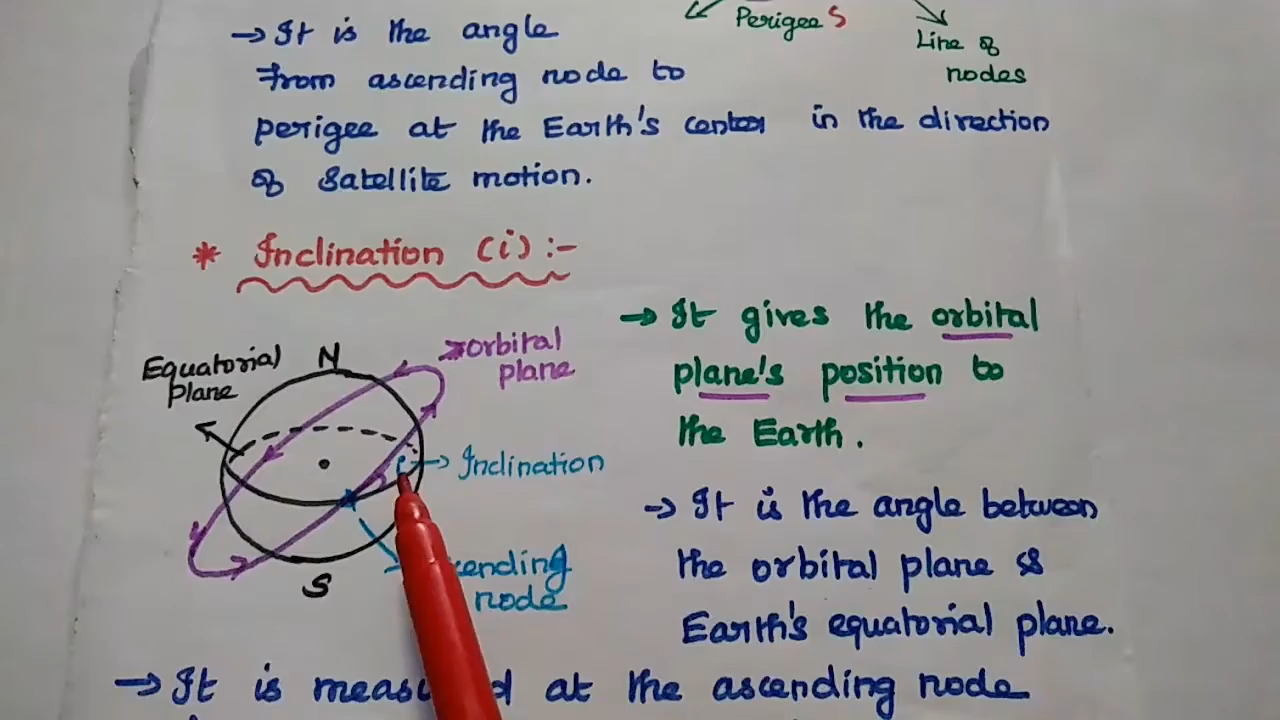 Perigee S
Line of
nodes
→ It is the angle
From ascending node to
perigee at the Earth's center in the direction
of satellite motion.
* Inclination (i) :-
Equatorial
Plane
N
orbital
plane
Inclination
node
S
→ It gives the orbital
plane's position to
the Earth.
→ It is the angle between
the orbital plane &
Earth's equatorial plane.
→ It is at the ascending node